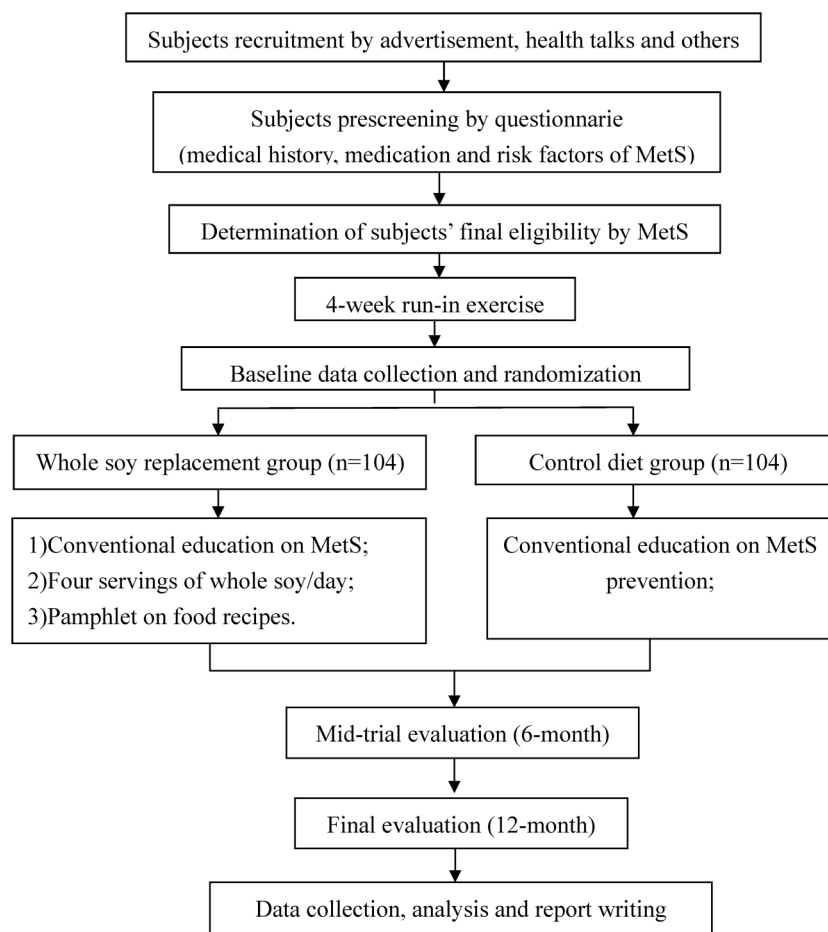 Subjects recruitment by advertisement, health talks and others
Subjects prescreening by questionnarie
(medical history, medication and risk factors of MetS)
Determination of subjects’ final eligibility by MetS
4-week run-in exercise
Baseline data collection and randomization
Whole soy replacement group (n=104)
Control diet group (n=104)
1)Conventional education on MetS;
2)Four servings of whole soy/day;
3)Pamphlet on food recipes.
Conventional education on MetS
prevention;
Mid-trial evaluation (6-month)
Final evaluation (12-month)
Data collection, analysis and report writing